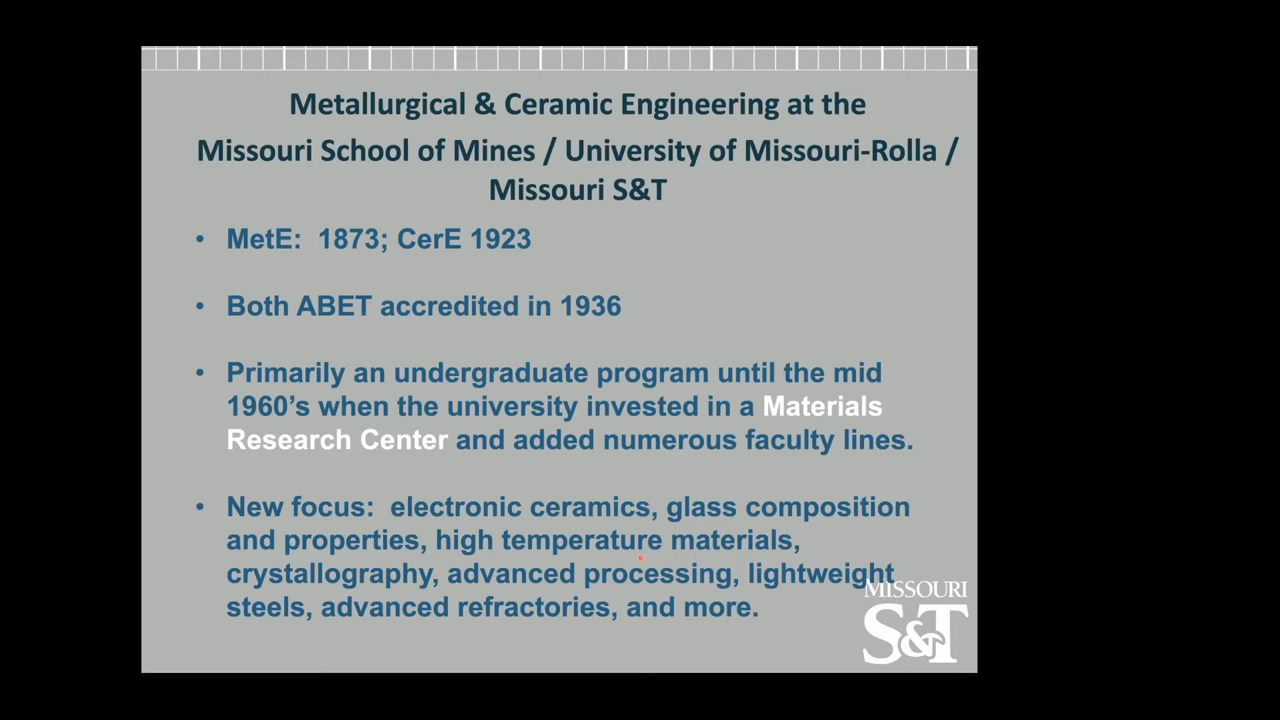 Metallurgical & Ceramic Engineering at the
Missouri School of Mines / University of Missouri-Rolla /
Missouri S&T
• MetE:  1873; CerE 1923
• Both ABET accredited in 1936
• Primarily an undergraduate program until the mid
1960’s when the university invested in a Materials
Research Center and added numerous faculty lines.
• New focus:  electronic ceramics, glass composition
and properties, high temperature materials,
crystallography, advanced processing, lightweight
steels, advanced refractories, and more.
MISSOURI
S&T